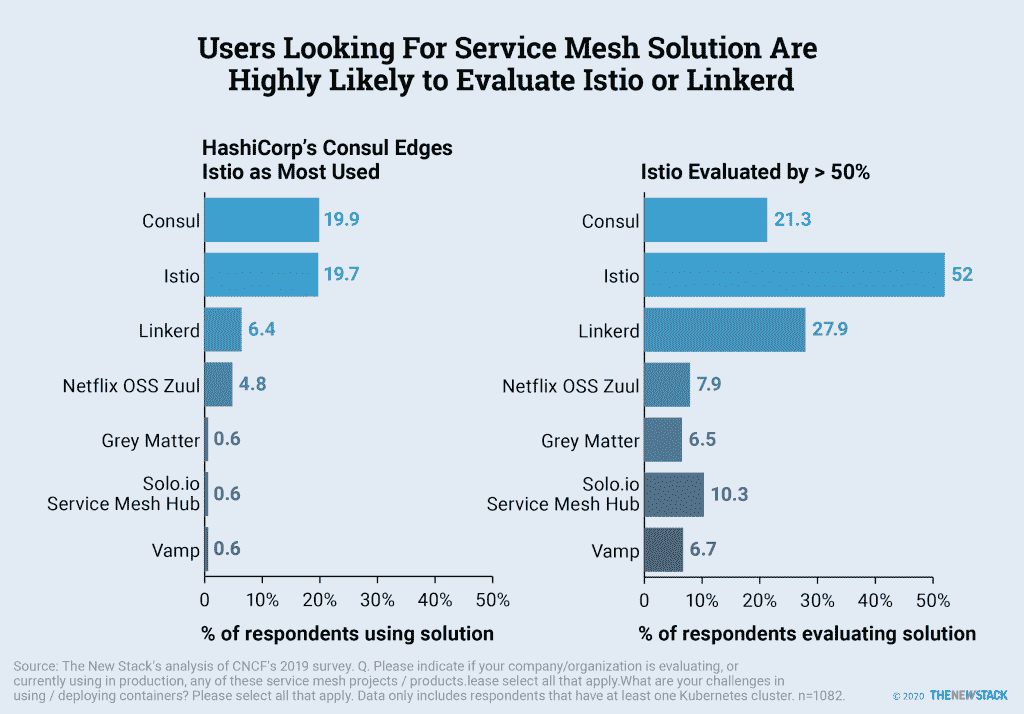 Users Looking For Service Mesh Solution Are
Highly Likely to Evaluate Istio or Linkerd
HashiCorp's Consul Edges
Istio as Most Used
Consul 19.9
Istio 19.7
Linkerd 6.4
Netflix OSS Zuul 4.8
Grey Matter 0.6
Solo.io
Service Mesh Hub 0.6
Vamp 0.6
0 10% 20% 30% 40% 50%
% of respondents using solution
Istio Evaluated by > 50%
Consul 21.3
Istio 52
Linkerd 27.9
Netflix OSS Zuul 7.9
Grey Matter 6.5
Solo.io
Service Mesh Hub 10.3
Vamp 6.7
0 10% 20% 30% 40% 50%
% of respondents evaluating solution
Source: The New Stack's analysis of CNCF's 2019 survey. Q. Please indicate if your company/organization is evaluating, or
currently using in production, any of these service mesh projects / products.lease select all that apply.What are your challenges in
using / deploying containers? Please select all that apply. Data only includes respondents that have at least one Kubernetes cluster. n=1082.
© 2020 THENEWSTACK